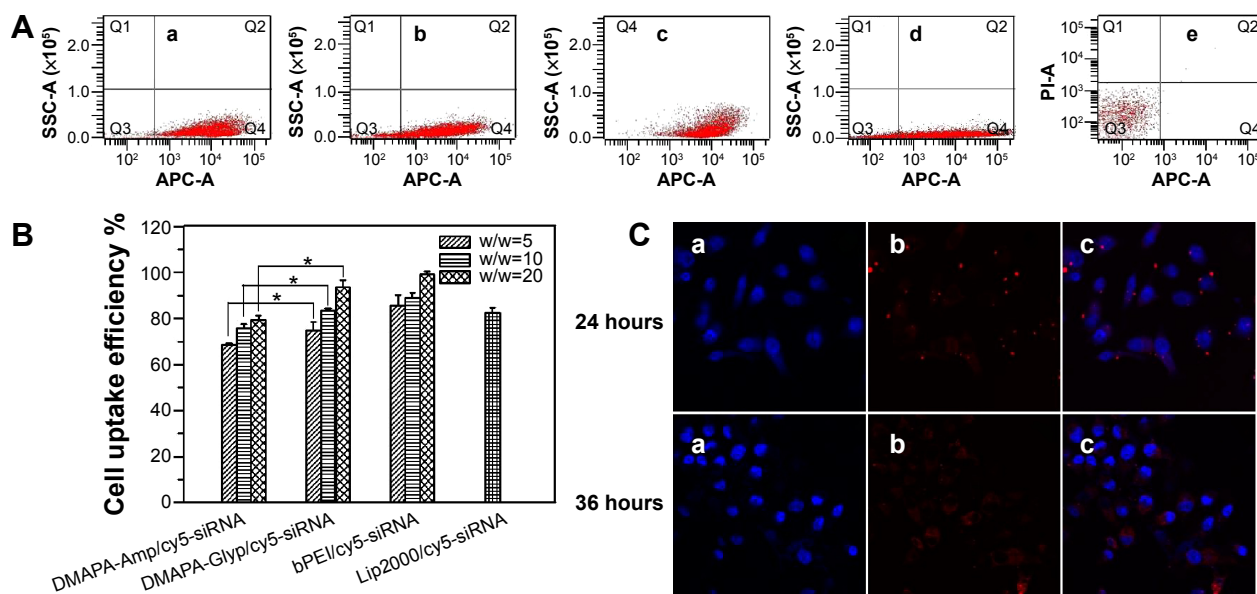 A
SSC-A (×10⁵)
2.0
1.0
0.0
Q1
a
Q2
Q3
Q4
10² 10³ 10⁴ 10⁵
APC-A
SSC-A (×10⁵)
2.0
1.0
0.0
Q1
b
Q2
Q3
Q4
10² 10³ 10⁴ 10⁵
APC-A
SSC-A (×10⁵)
2.0
1.0
0.0
Q4
c
10² 10³ 10⁴ 10⁵
APC-A
SSC-A (×10⁵)
2.0
1.0
0.0
Q1
d
Q2
Q3
Q4
10² 10³ 10⁴ 10⁵
APC-A
PI-A
10⁵
10⁴
10³
10²
Q1
e
Q2
Q3
Q4
10² 10³ 10⁴ 10⁵
APC-A
B
Cell uptake efficiency %
120
100
80
60
40
20
0
w/w=5
w/w=10
w/w=20
*
*
*
DMAPA-Amp/cy5-siRNA
DMAPA-Glyp/cy5-siRNA
bPEI/cy5-siRNA
Lip2000/cy5-siRNA
C
24 hours
a
b
c
36 hours
a
b
c